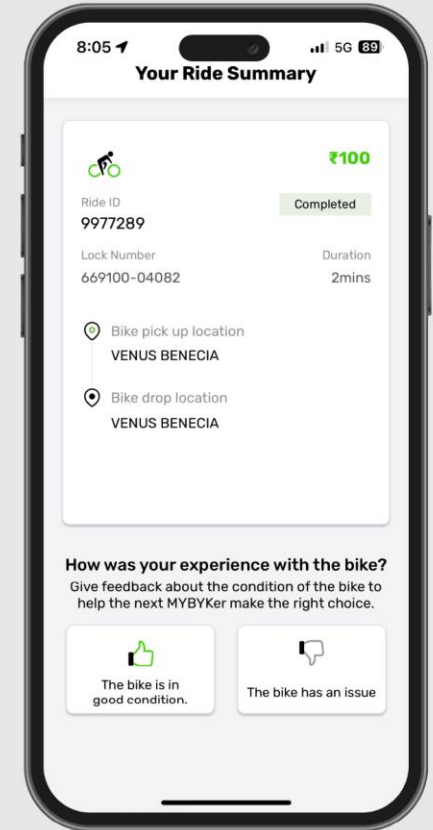 8:05
5G 89
Your Ride Summary
₹100
Ride ID
Completed
9977289
Lock Number
Duration
669100-04082
2mins
Bike pick up location
VENUS BENECIA
Bike drop location
VENUS BENECIA
How was your experience with the bike?
Give feedback about the condition of the bike to
help the next MYBYKer make the right choice.
The bike is in
good condition.
The bike has an issue